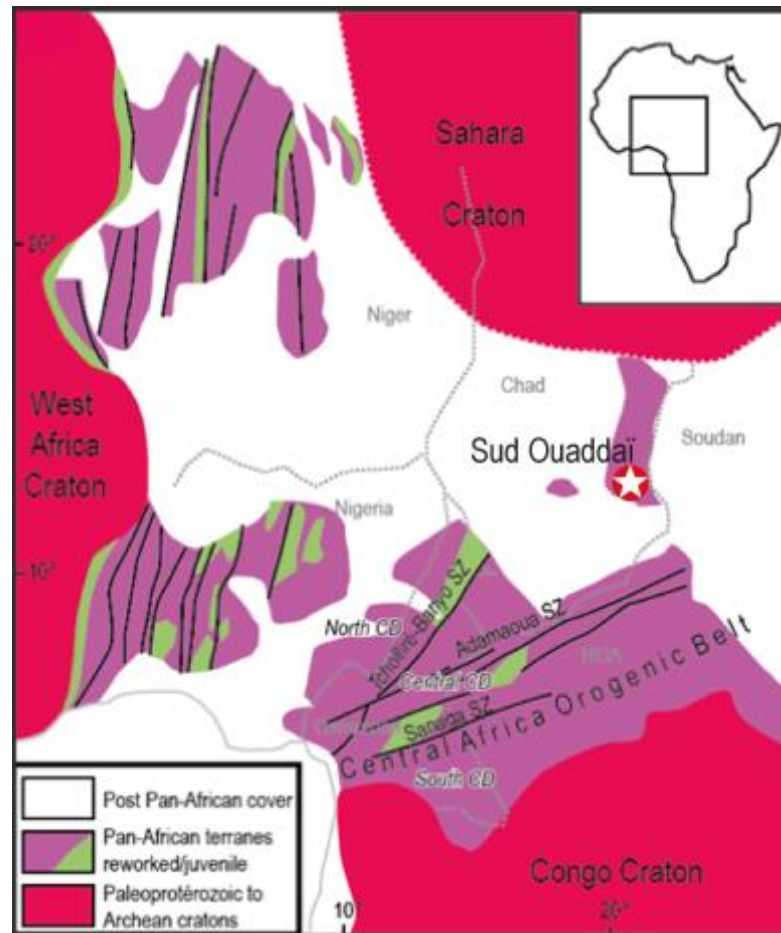 Sahara
Craton
20°
Niger
Chad
West
Africa
Craton
Sud Ouaddaï
Soudan
Nigeria
10°
Tcholliré-Banyo SZ
North CD
Adamaoua SZ
Central CD
Sanaga SZ
Central Africa Orogenic Belt
South CD
Congo Craton
Post Pan-African cover
Pan-African terranes
reworked/juvenile
Paleoprotérozoic to
Archean cratons
10°
20°